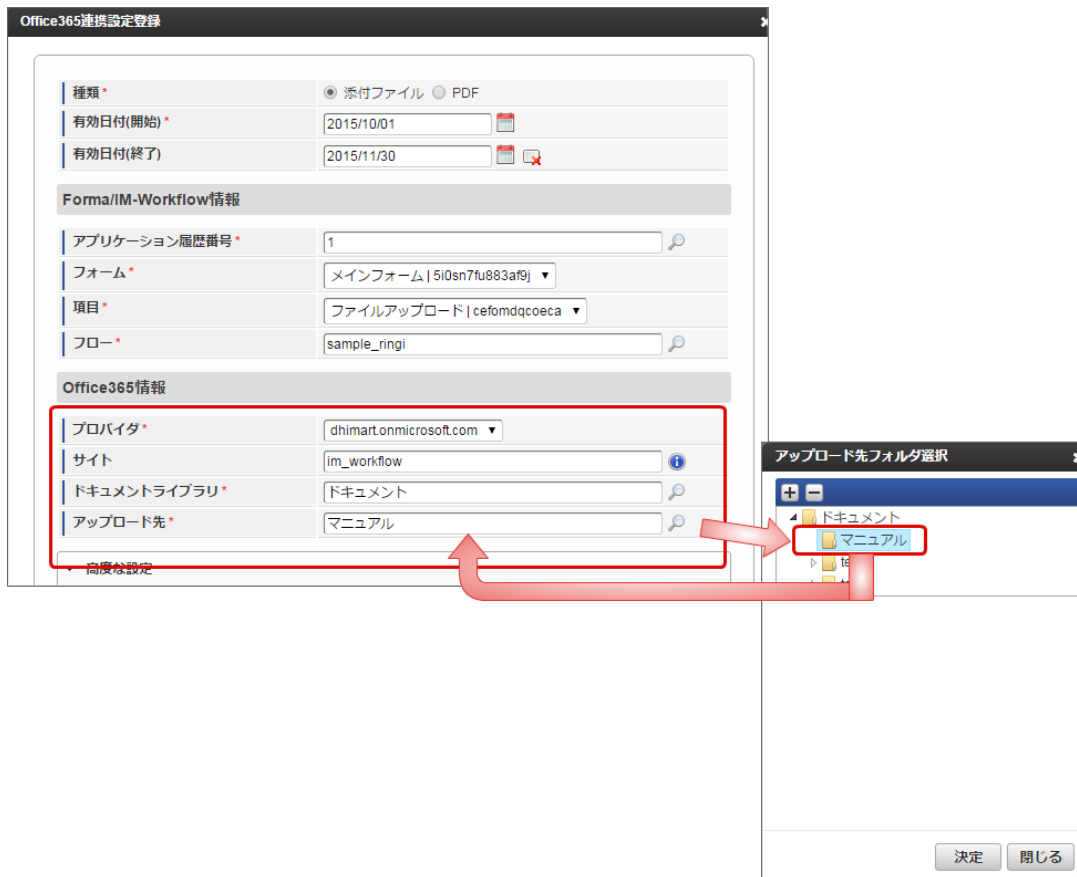 Office365連携設定登録
種類*
添付ファイル PDF
有効日付(開始)*
2015/10/01
有効日付(終了)
2015/11/30
Forma/IM-Workflow情報
アプリケーション履歴番号*
1
フォーム*
メインフォーム | 5i0sn7fu883af9j
項目*
ファイルアップロード | cefomdqcoeca
フロー*
sample_ringi
Office365情報
プロバイダ*
dhimart.onmicrosoft.com
サイト
im_workflow
ドキュメントライブラリ*
ドキュメント
アップロード先*
マニュアル
高度な設定
アップロード先フォルダ選択
ドキュメント
マニュアル
決定 閉じる